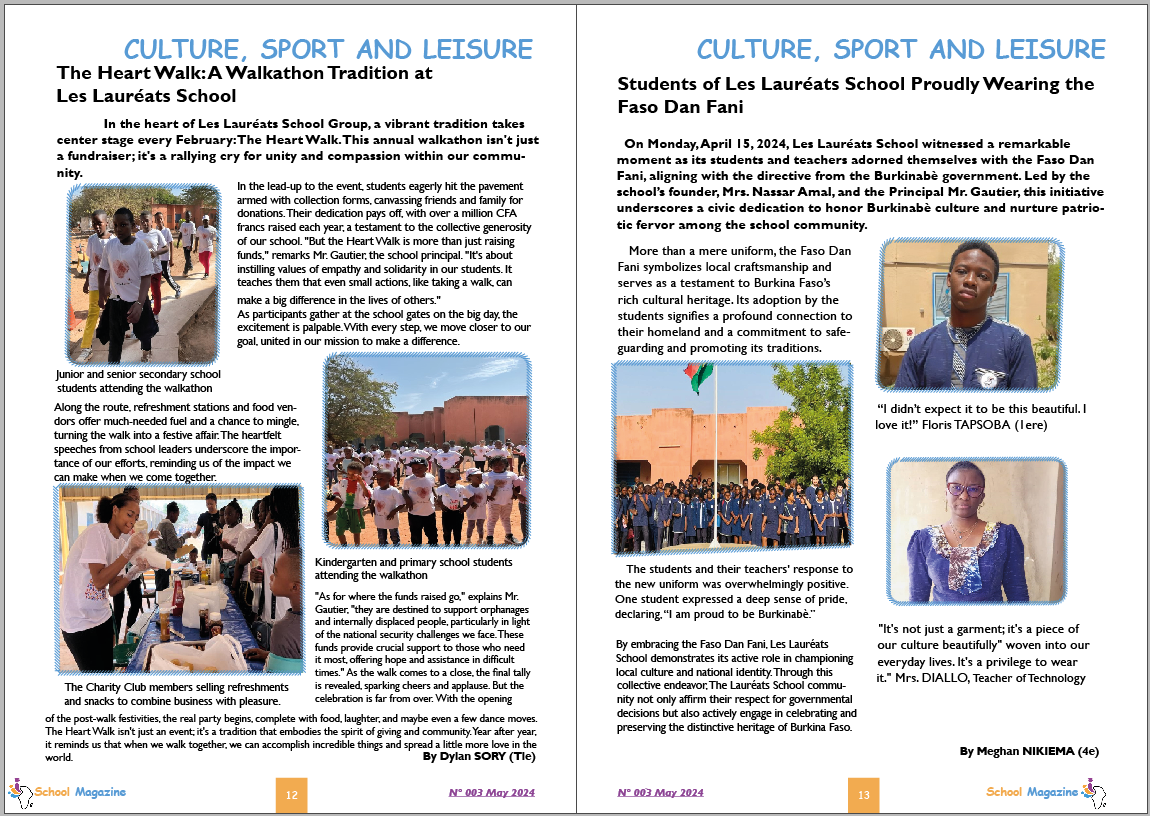 CULTURE, SPORT AND LEISURE
The Heart Walk: A Walkathon Tradition at
Les Lauréats School
In the heart of Les Lauréats School Group, a vibrant tradition takes
center stage every February: The Heart Walk. This annual walkathon isn't just
a fundraiser; it's a rallying cry for unity and compassion within our commu-
nity.
In the lead-up to the event, students eagerly hit the pavement
armed with collection forms, canvassing friends and family for
donations. Their dedication pays off, with over a million CFA
francs raised each year, a testament to the collective generosity
of our school. "But the Heart Walk is more than just raising
funds," remarks Mr. Gautier, the school principal. "It's about
instilling values of empathy and solidarity in our students. It
teaches them that even small actions, like taking a walk, can
make a big difference in the lives of others."
As participants gather at the school gates on the big day, the
excitement is palpable. With every step, we move closer to our
goal, united in our mission to make a difference.
Junior and senior secondary school
students attending the walkathon
Along the route, refreshment stations and food ven-
dors offer much-needed fuel and a chance to mingle,
turning the walk into a festive affair. The heartfelt
speeches from school leaders underscore the impor-
tance of our efforts, reminding us of the impact we
can make when we come together.
Kindergarten and primary school students
attending the walkathon
The Charity Club members selling refreshments
and snacks to combine business with pleasure.
"As for where the funds raised go," explains Mr.
Gautier, "they are destined to support orphanages
and internally displaced people, particularly in light
of the national security challenges we face. These
funds provide crucial support to those who need
it most, offering hope and assistance in difficult
times." As the walk comes to a close, the final tally
is revealed, sparking cheers and applause. But the
celebration is far from over. With the opening
of the post-walk festivities, the real party begins, complete with food, laughter, and maybe even a few dance moves.
The Heart Walk isn't just an event; it's a tradition that embodies the spirit of giving and community. Year after year,
it reminds us that when we walk together, we can accomplish incredible things and spread a little more love in the
world.
By Dylan SORY (Tle)
School Magazine
12
N° 003 May 2024
CULTURE, SPORT AND LEISURE
Students of Les Lauréats School Proudly Wearing the
Faso Dan Fani
On Monday, April 15, 2024, Les Lauréats School witnessed a remarkable
moment as its students and teachers adorned themselves with the Faso Dan
Fani, aligning with the directive from the Burkinabè government. Led by the
school's founder, Mrs. Nassar Amal, and the Principal Mr. Gautier, this initiative
underscores a civic dedication to honor Burkinabè culture and nurture patrio-
tic fervor among the school community.
More than a mere uniform, the Faso Dan
Fani symbolizes local craftsmanship and
serves as a testament to Burkina Faso's
rich cultural heritage. Its adoption by the
students signifies a profound connection to
their homeland and a commitment to safe-
guarding and promoting its traditions.
“I didn't expect it to be this beautiful. I
love it!” Floris TAPSOBA (1ere)
The students and their teachers' response to
the new uniform was overwhelmingly positive.
One student expressed a deep sense of pride,
declaring, “I am proud to be Burkinabè.”
By embracing the Faso Dan Fani, Les Lauréats
School demonstrates its active role in championing
local culture and national identity. Through this
collective endeavor, The Lauréats School commu-
nity not only affirm their respect for governmental
decisions but also actively engage in celebrating and
preserving the distinctive heritage of Burkina Faso.
"It's not just a garment; it's a piece of
our culture beautifully" woven into our
everyday lives. It's a privilege to wear
it." Mrs. DIALLO, Teacher of Technology
By Meghan NIKIEMA (4e)
N° 003 May 2024
13
School Magazine